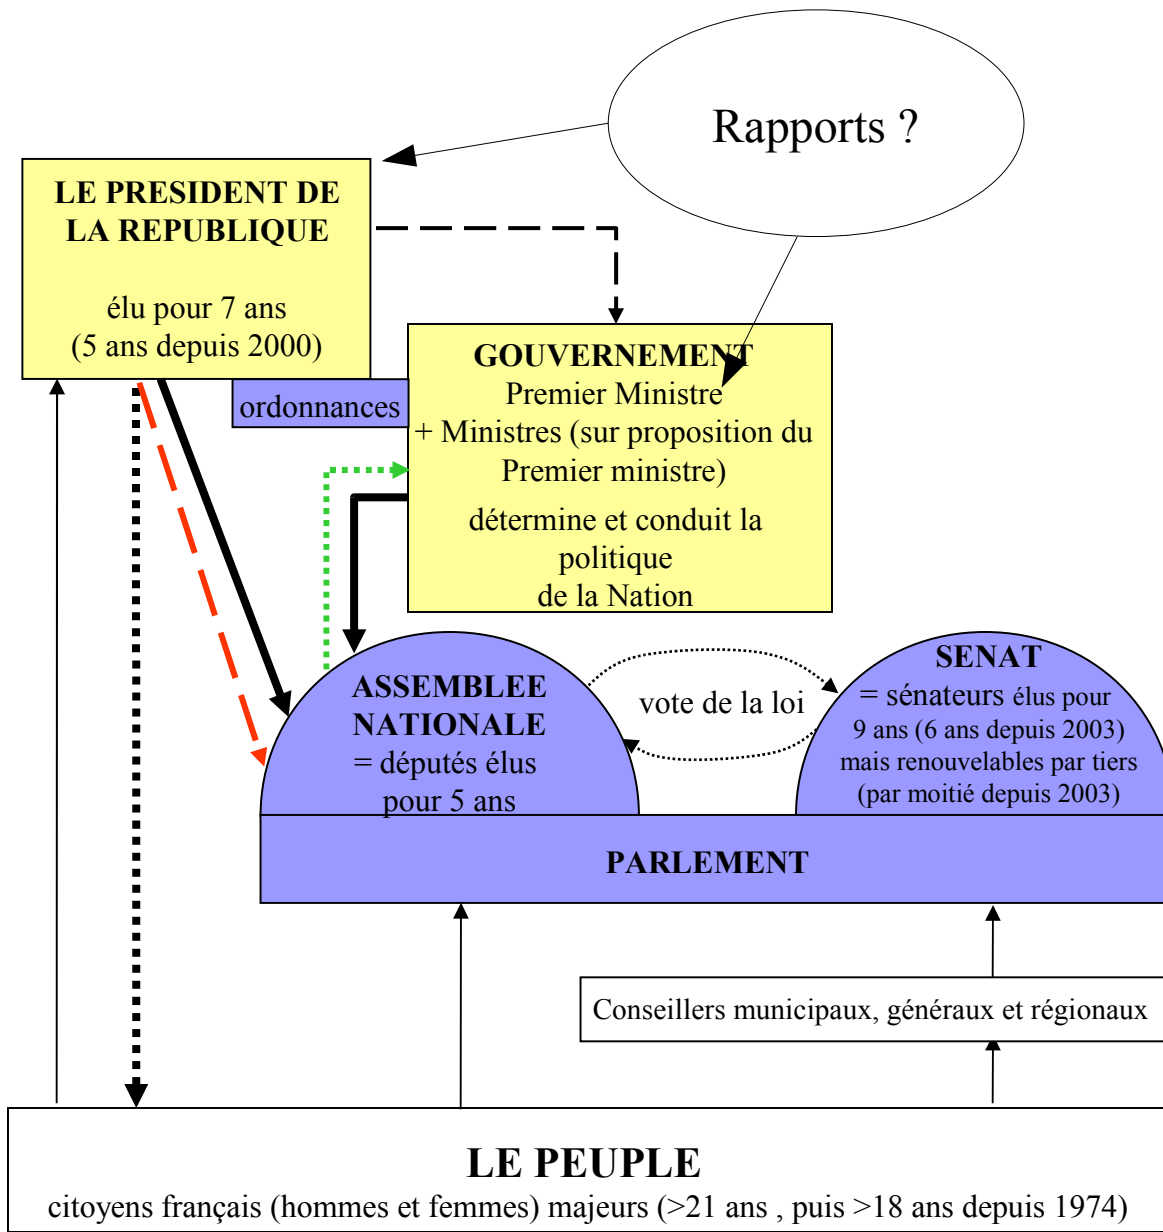 Rapports ?
LE PRESIDENT DE
LA REPUBLIQUE
élu pour 7 ans
(5 ans depuis 2000)
GOUVERNEMENT
Premier Ministre
+ Ministres (sur proposition du
Premier ministre)
détermine et conduit la
politique
de la Nation
ordonnances
ASSEMBLEE
NATIONALE
= députés élus
pour 5 ans
vote de la loi
SENAT
= sénateurs élus pour
9 ans (6 ans depuis 2003)
mais renouvelables par tiers
(par moitié depuis 2003)
PARLEMENT
Conseillers municipaux, généraux et régionaux
LE PEUPLE
citoyens français (hommes et femmes) majeurs (>21 ans , puis >18 ans depuis 1974)